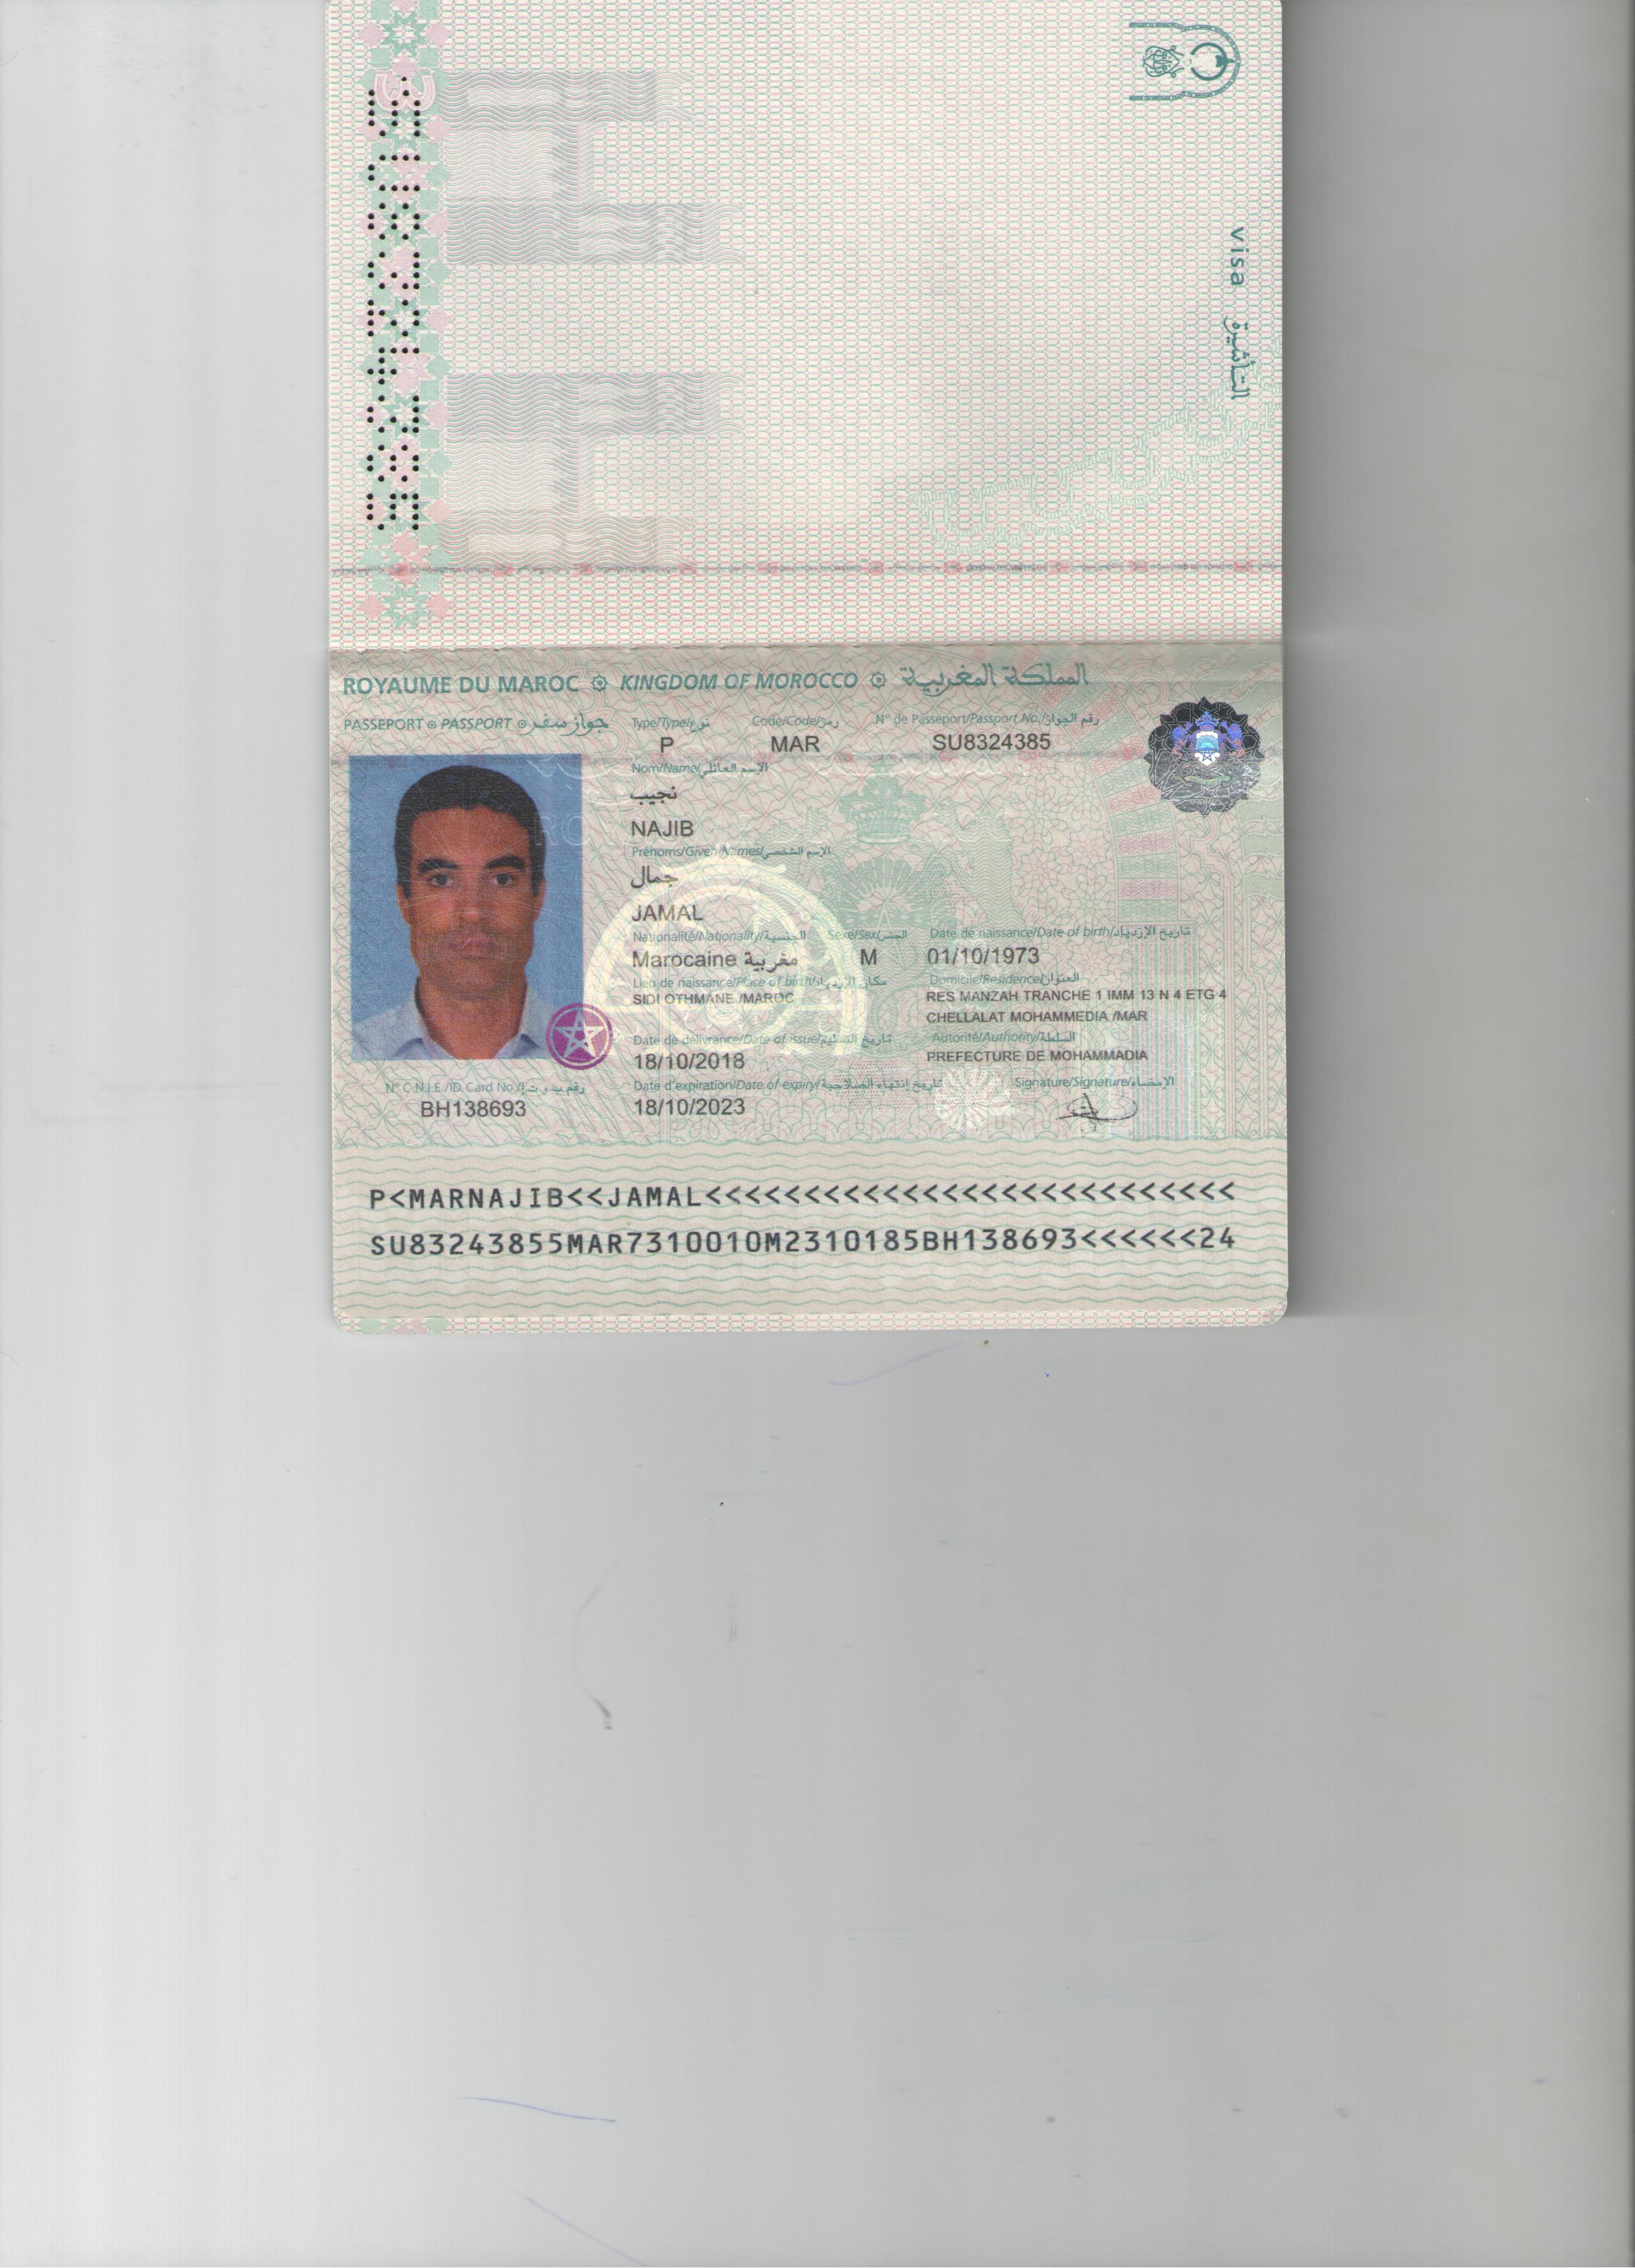 SU8324385
visa التأشيرة
ROYAUME DU MAROC KINGDOM OF MOROCCO المملكة المغربية
PASSEPORT PASSPORT جواز سفر
Type/Type/نوع Code/Code/رمز N° de Passeport/Passport No./رقم الجواز
P MAR SU8324385
Nom/Name/الإسم العائلي
نجيب
NAJIB
Prénoms/Given Names/الإسم الشخصي
جمال
JAMAL
Nationalité/Nationality/الجنسية Sexe/Sex/الجنس Date de naissance/Date of birth/تاريخ الإزدياد
Marocaine مغربية M 01/10/1973
Lieu de naissance/Place of birth/مكان الإزدياد Domicile/Residence/العنوان
SIDI OTHMANE /MAROC RES MANZAH TRANCHE 1 IMM 13 N 4 ETG 4
CHELLALAT MOHAMMEDIA /MAR
Date de délivrance/Date of issue/تاريخ التسليم Autorité/Authority/السلطة
18/10/2018 PREFECTURE DE MOHAMMADIA
N° C.N.I.E./ID Card No./رقم ب.و.ت.إ Date d'expiration/Date of expiry/تاريخ إنتهاء الصلاحية Signature/Signature/الإمضاء
BH138693 18/10/2023
P<MARNAJIB<<JAMAL<<<<<<<<<<<<<<<<<<<<<<<<<<<
SU83243855MAR7310010M2310185BH138693<<<<<<24